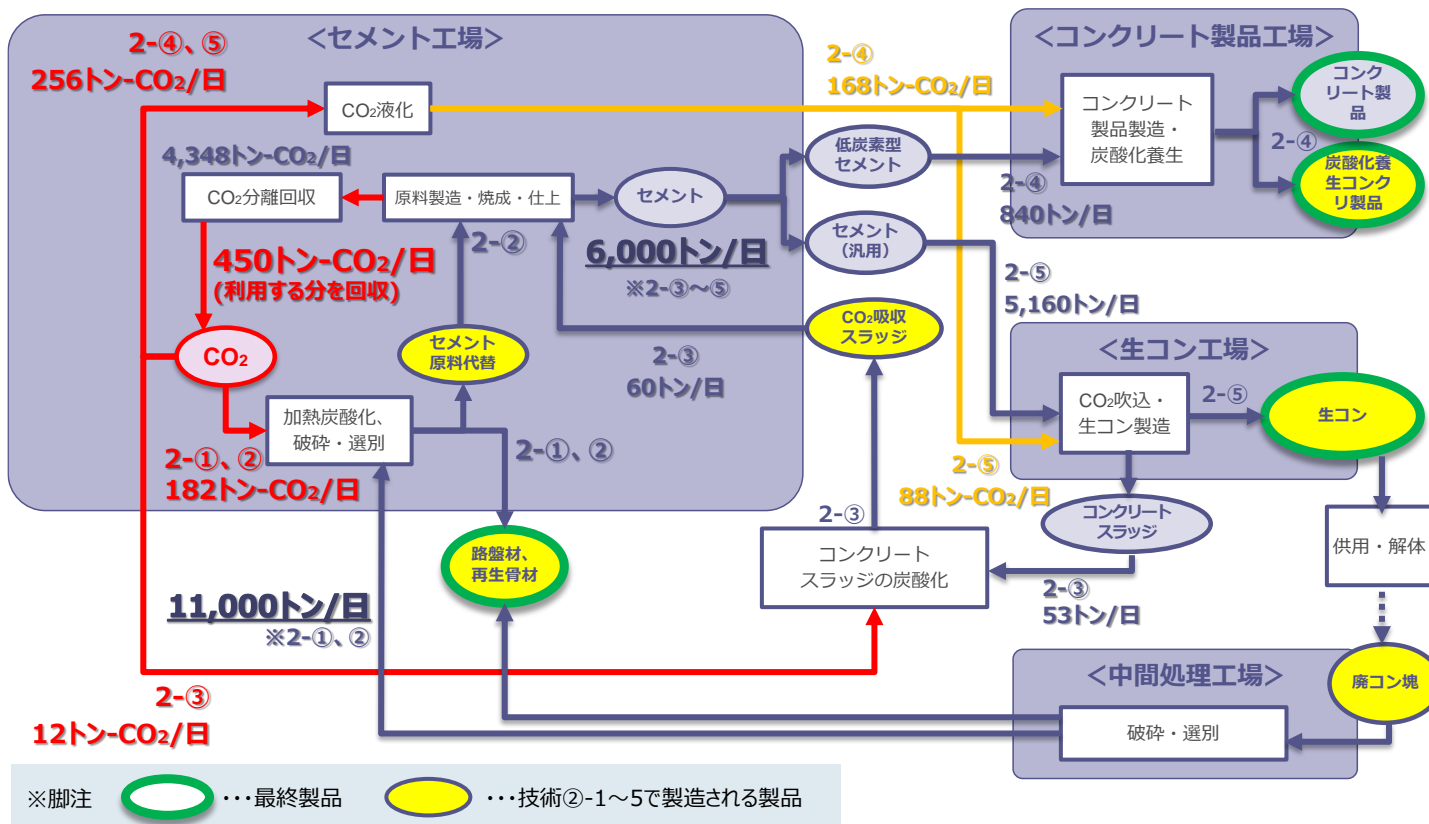 <セメント工場>
2-④、⑤
256トン-CO₂/日
CO₂液化
4,348トン-CO₂/日
CO₂分離回収
原料製造・焼成・仕上
セメント
2-②
6,000トン/日
※2-③～⑤
450トン-CO₂/日
(利用する分を回収)
CO₂
セメント
原料代替
加熱炭酸化、
破砕・選別
2-①、②
182トン-CO₂/日
2-①、②
2-③
60トン/日
2-④
168トン-CO₂/日
低炭素型
セメント
セメント
（汎用）
CO₂吸収
スラッジ
<コンクリート製品工場>
コンクリート
製品製造・
炭酸化養生
コンク
リート製
品
2-④
炭酸化養
生コンク
リ製品
2-④
840トン/日
2-⑤
5,160トン/日
<生コン工場>
CO₂吹込・
生コン製造
2-⑤
生コン
2-⑤
88トン-CO₂/日
コンクリート
スラッジ
供用・解体
2-③
コンクリート
スラッジの炭酸化
2-③
53トン/日
路盤材、
再生骨材
11,000トン/日
※2-①、②
2-③
12トン-CO₂/日
<中間処理工場>
破砕・選別
廃コン塊
※脚注
・・・最終製品
・・・技術②-1～5で製造される製品